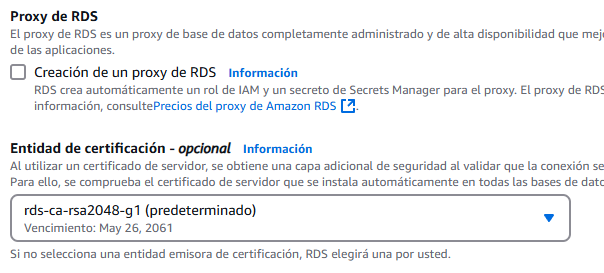 Proxy de RDS
El proxy de RDS es un proxy de base de datos completamente administrado y de alta disponibilidad que mej
de las aplicaciones.
Creación de un proxy de RDS Información
RDS crea automáticamente un rol de IAM y un secreto de Secrets Manager para el proxy. El proxy de RDS
información, consultePrecios del proxy de Amazon RDS.
Entidad de certificación - opcional Información
Al utilizar un certificado de servidor, se obtiene una capa adicional de seguridad al validar que la conexión se
Para ello, se comprueba el certificado de servidor que se instala automáticamente en todas las bases de dato
rds-ca-rsa2048-g1 (predeterminado)
Vencimiento: May 26, 2061
Si no selecciona una entidad emisora de certificación, RDS elegirá una por usted.